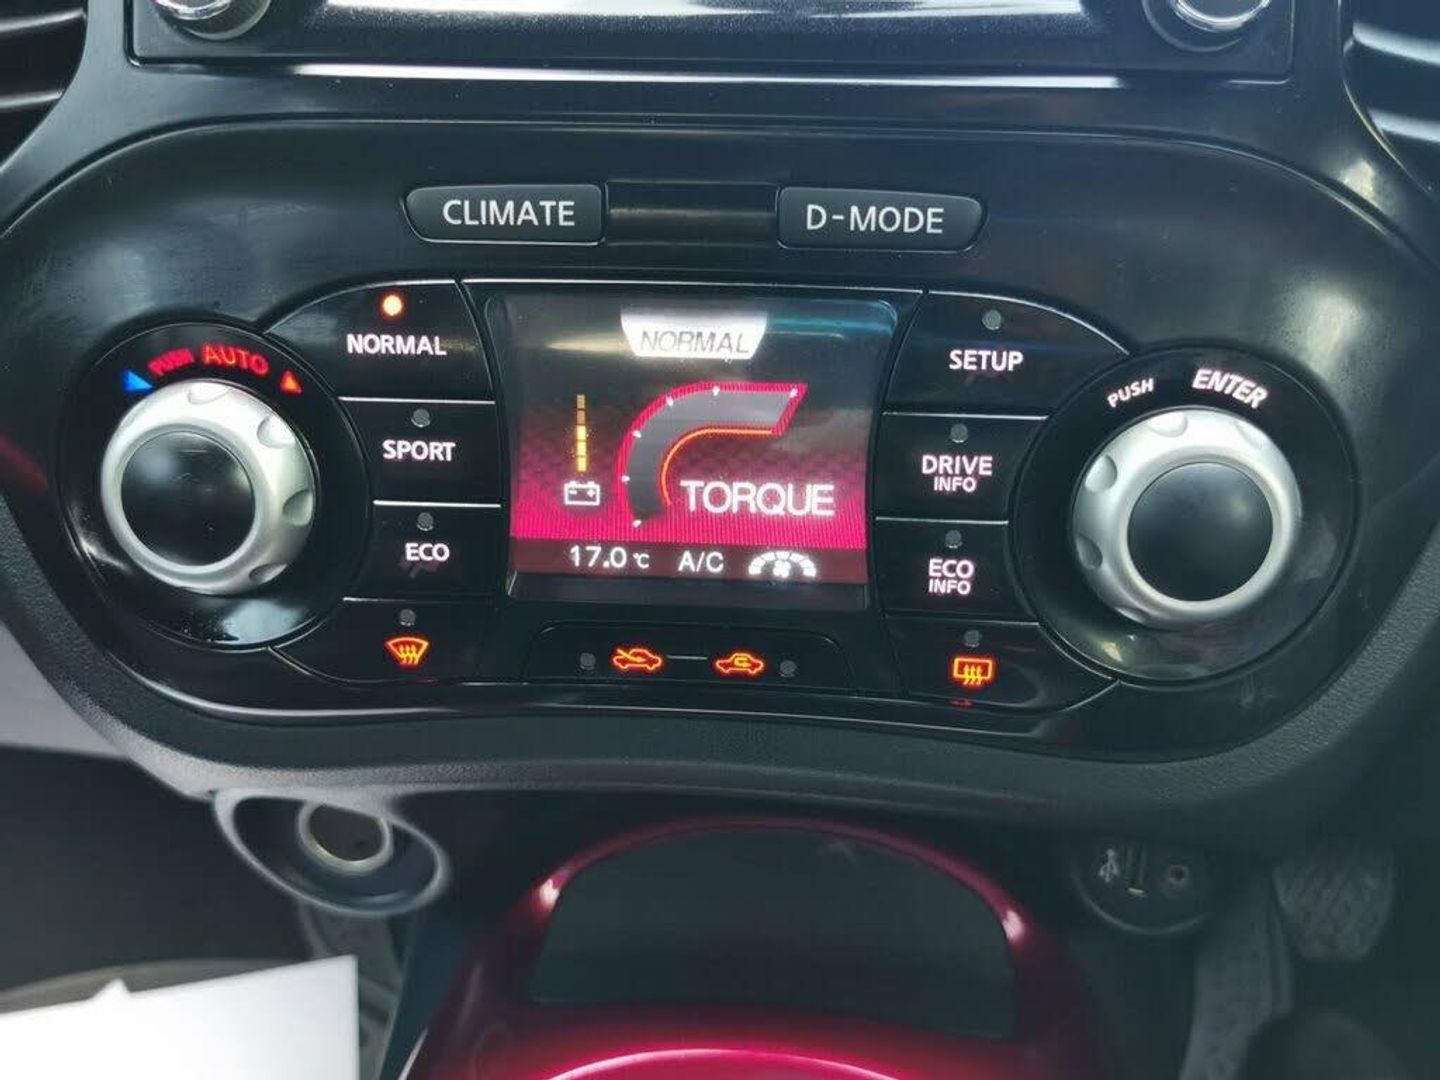 CLIMATE
D-MODE
PUSH AUTO
NORMAL
SPORT
ECO
NORMAL
TORQUE
17.0°C A/C
SETUP
DRIVE
INFO
ECO
INFO
PUSH ENTER